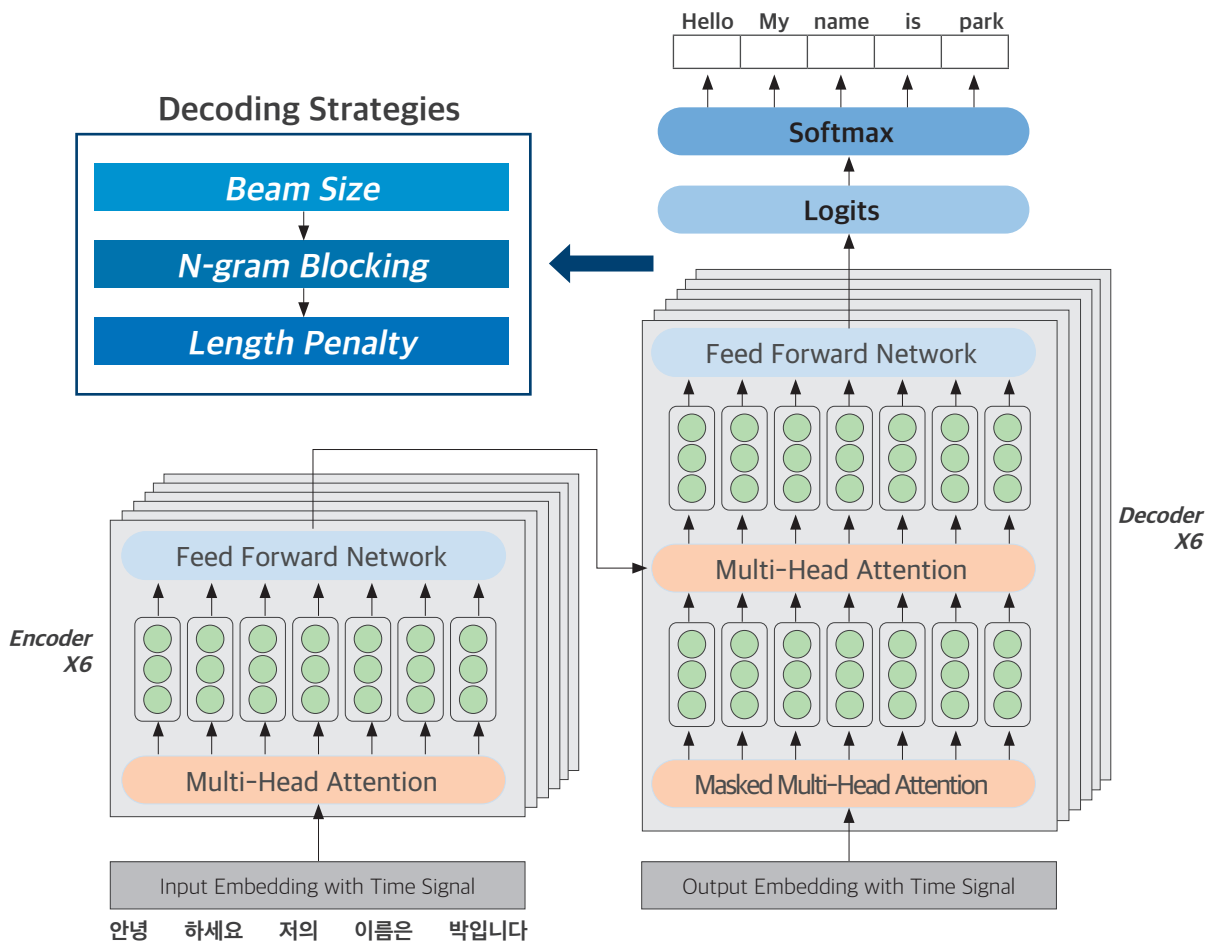 Hello My name is park
Softmax
Logits
Decoding Strategies
Beam Size
N-gram Blocking
Length Penalty
Feed Forward Network
Multi-Head Attention
Masked Multi-Head Attention
Decoder
X6
Output Embedding with Time Signal
Feed Forward Network
Encoder
X6
Multi-Head Attention
Input Embedding with Time Signal
안녕 하세요 저의 이름은 박입니다